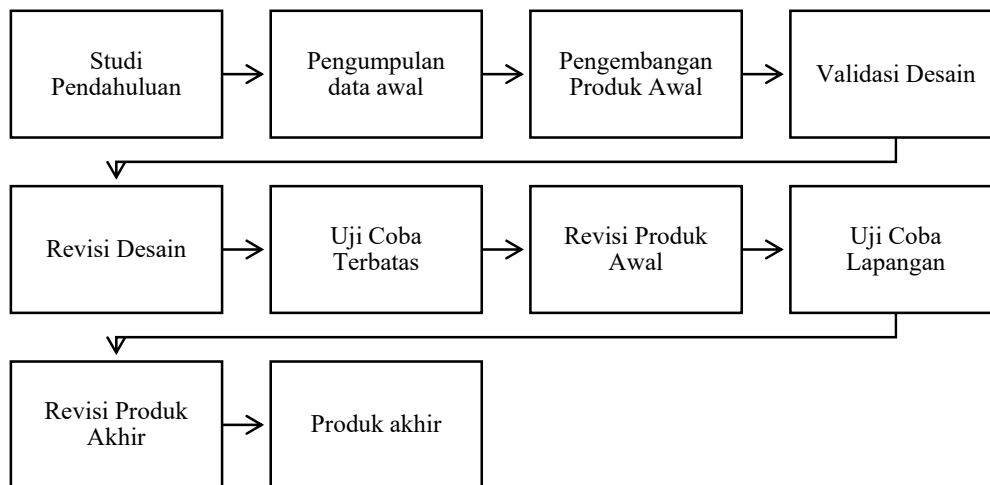 Studi
Pendahuluan
Pengumpulan
data awal
Pengembangan
Produk Awal
Validasi Desain
Revisi Desain
Uji Coba
Terbatas
Revisi Produk
Awal
Uji Coba
Lapangan
Revisi Produk
Akhir
Produk akhir